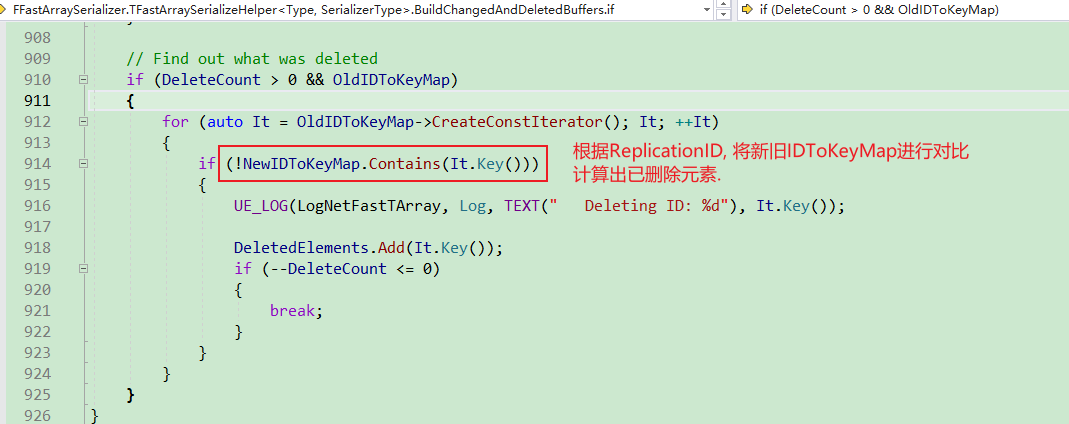 FFastArraySerializer.TFastArraySerializeHelper<Type, SerializerType>.BuildChangedAndDeletedBuffers.if
if (DeleteCount > 0 && OldIDToKeyMap)
908
909 // Find out what was deleted
910 if (DeleteCount > 0 && OldIDToKeyMap)
911 {
912 for (auto It = OldIDToKeyMap->CreateConstIterator(); It; ++It)
913 {
914 if (!NewIDToKeyMap.Contains(It.Key()))
根据ReplicationID, 将新旧IDToKeyMap进行对比
计算出已删除元素.
915 {
916 UE_LOG(LogNetFastTArray, Log, TEXT("   Deleting ID: %d"), It.Key());
917
918 DeletedElements.Add(It.Key());
919 if (--DeleteCount <= 0)
920 {
921 break;
922 }
923 }
924 }
925 }
926 }